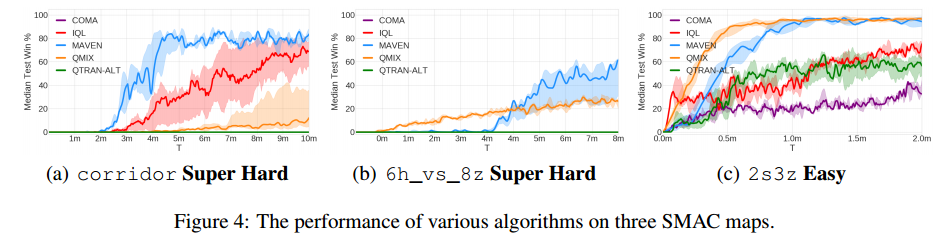 COMA
IQL
MAVEN
QMIX
QTRAN-ALT
Median Test Win %
100
80
60
40
20
0
1m 2m 3m 4m 5m 6m 7m 8m 9m 10m
T
COMA
IQL
MAVEN
QMIX
QTRAN-ALT
Median Test Win %
100
80
60
40
20
0
0m 1m 2m 3m 4m 5m 6m 7m 8m
T
COMA
IQL
MAVEN
QMIX
QTRAN-ALT
Median Test Win %
100
80
60
40
20
0
0.0m 0.5m 1.0m 1.5m 2.0m
T
(a) corridor Super Hard
(b) 6h_vs_8z Super Hard
(c) 2s3z Easy
Figure 4: The performance of various algorithms on three SMAC maps.